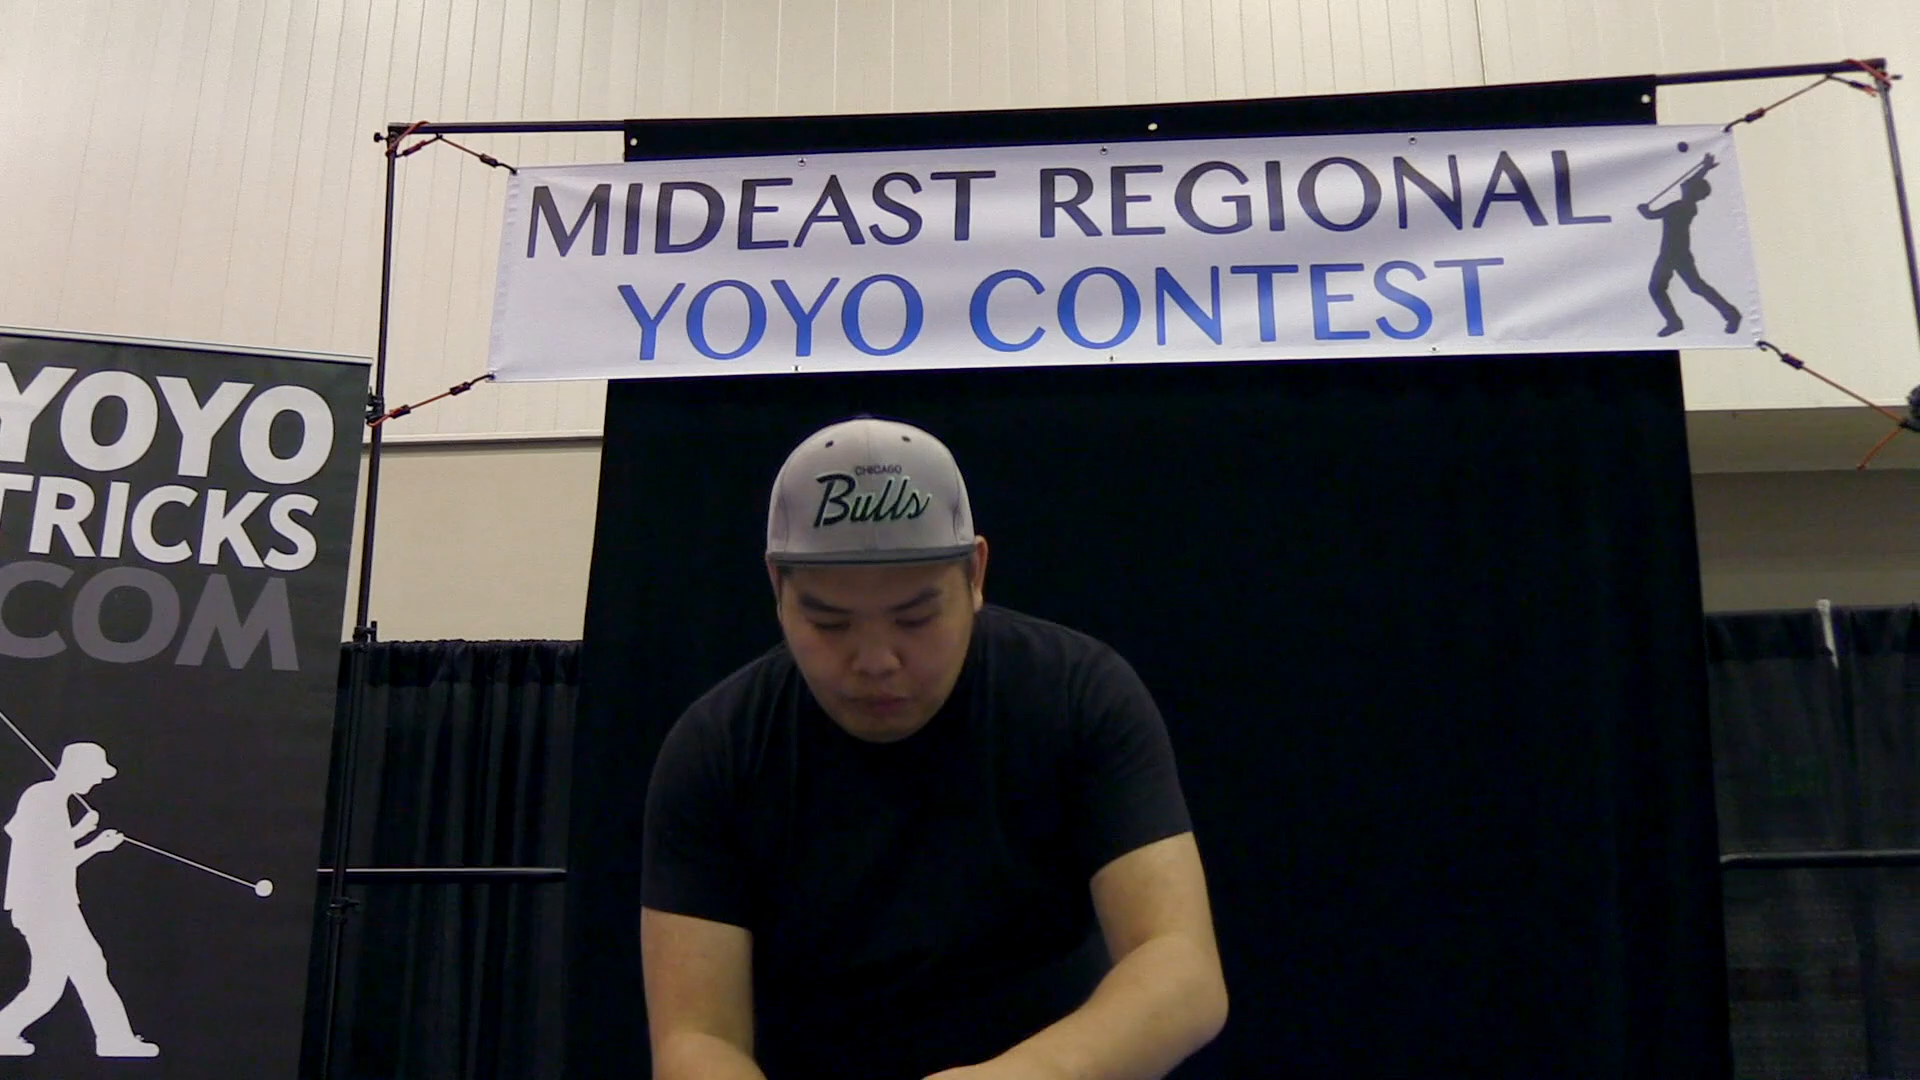 MIDEAST REGIONAL
YOYO CONTEST
YOYO
TRICKS
COM
CHICAGO
Bulls